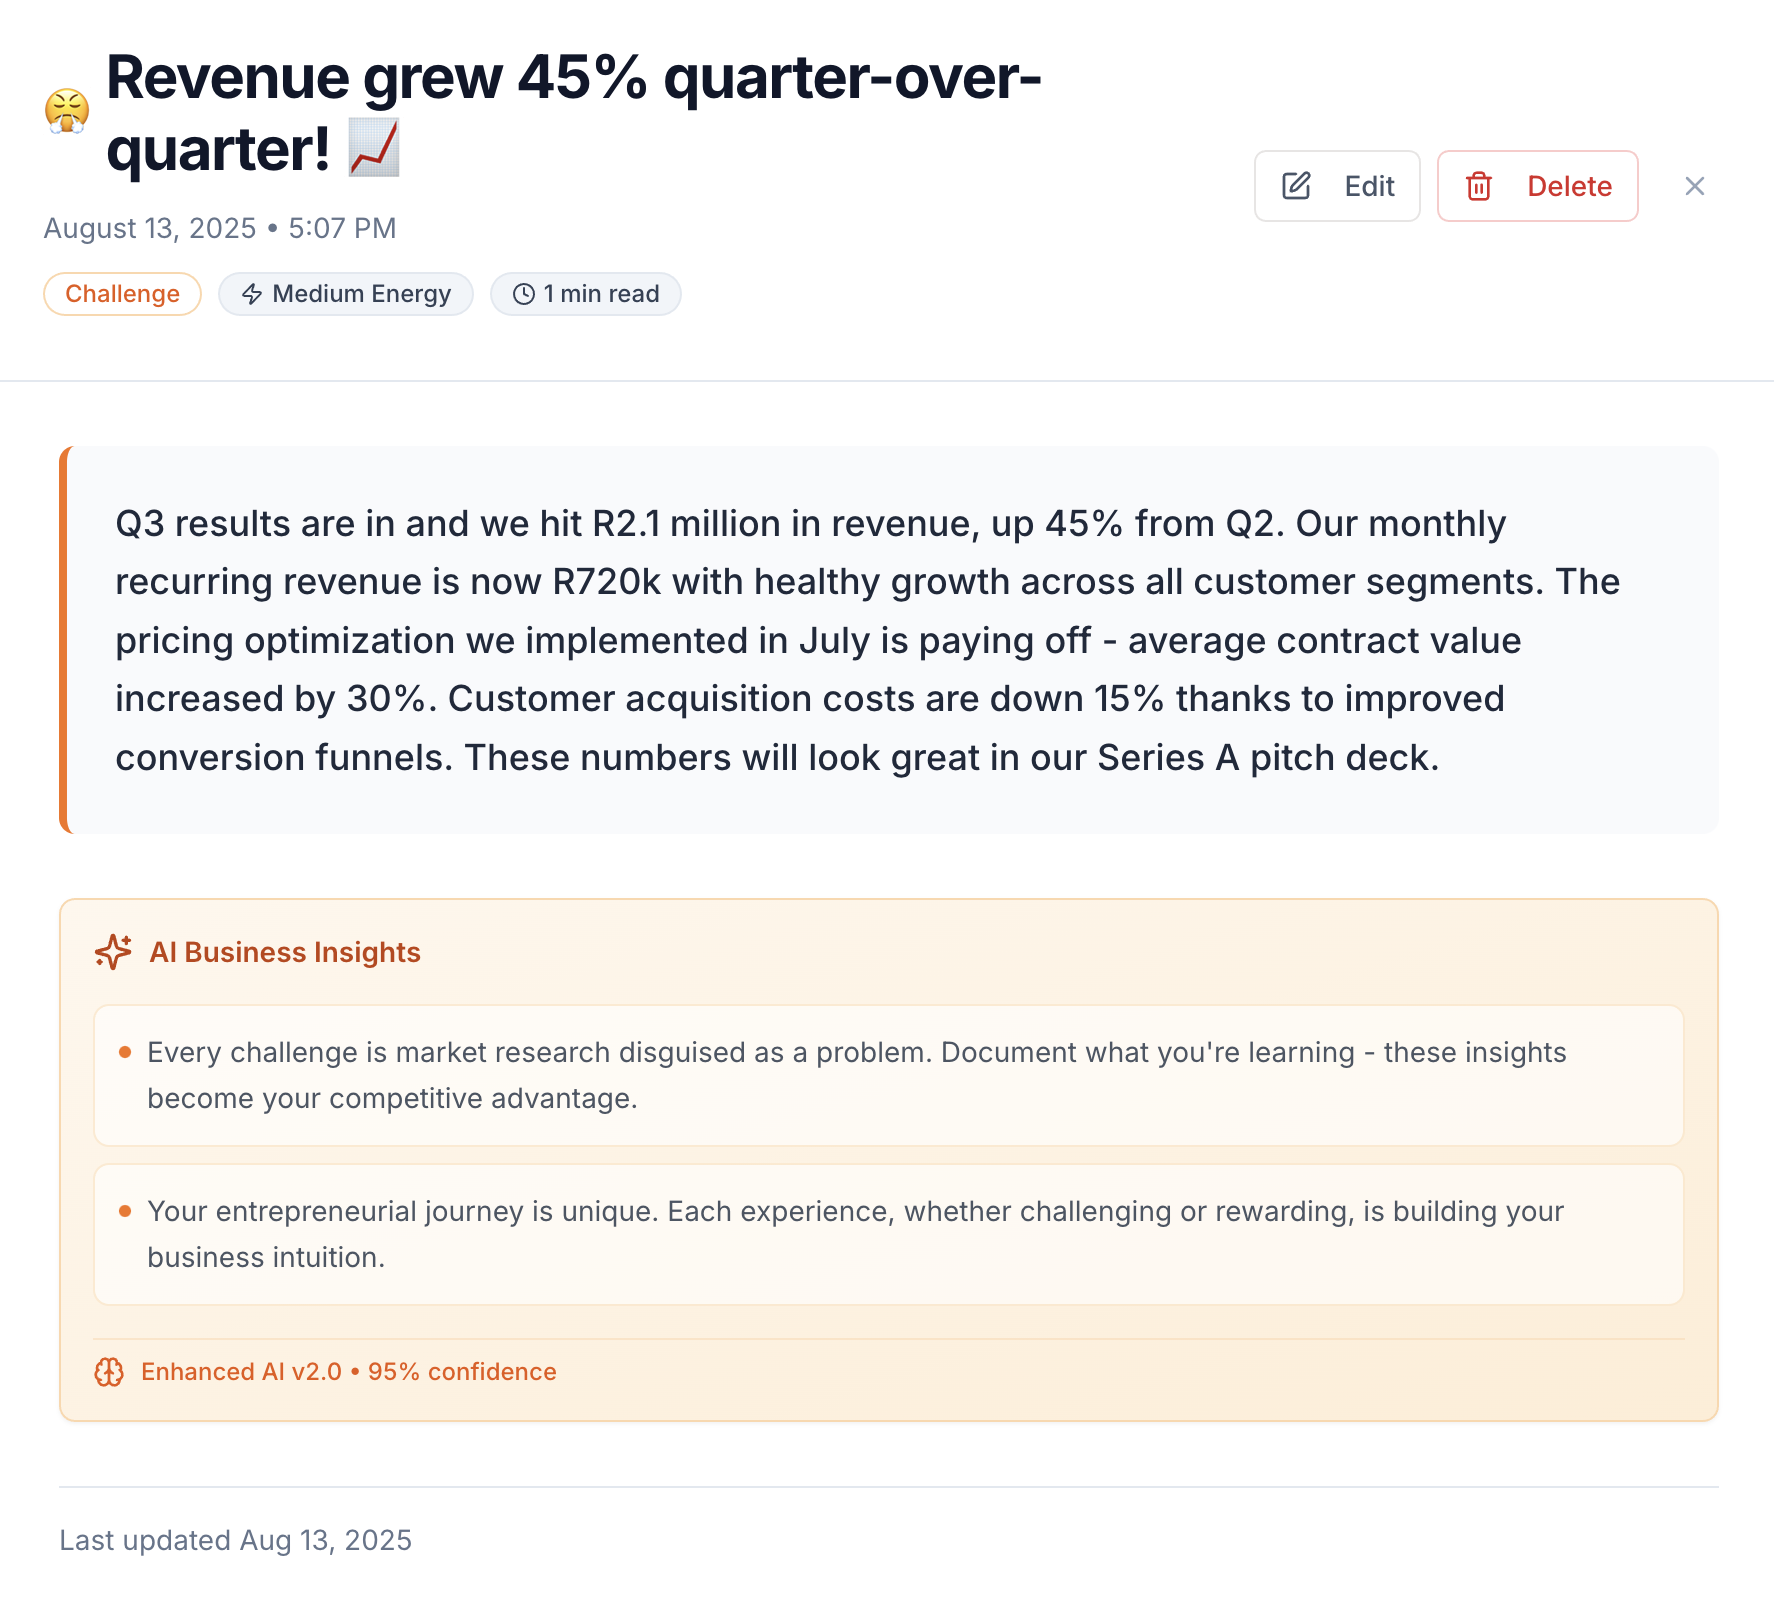 😤 Revenue grew 45% quarter-over-
quarter! 📈
August 13, 2025 • 5:07 PM
Edit
Delete
Challenge
Medium Energy
1 min read
Q3 results are in and we hit R2.1 million in revenue, up 45% from Q2. Our monthly
recurring revenue is now R720k with healthy growth across all customer segments. The
pricing optimization we implemented in July is paying off - average contract value
increased by 30%. Customer acquisition costs are down 15% thanks to improved
conversion funnels. These numbers will look great in our Series A pitch deck.
AI Business Insights
• Every challenge is market research disguised as a problem. Document what you're learning - these insights
become your competitive advantage.
• Your entrepreneurial journey is unique. Each experience, whether challenging or rewarding, is building your
business intuition.
Enhanced AI v2.0 • 95% confidence
Last updated Aug 13, 2025